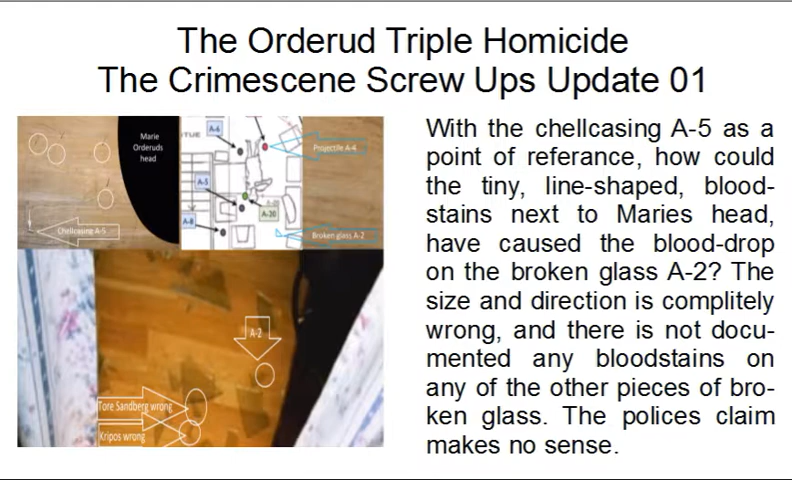 The Orderud Triple Homicide
The Crimescene Screw Ups Update 01
Marie
Orderuds
head
Chellcasing A-5
ITUE
A-6
Projectile A-4
A-5
A-20
A-8
Broken glass A-2
A-2
Tore Sandberg wrong
Kripos wrong
With the chellcasing A-5 as a
point of referance, how could
the tiny, line-shaped, blood-
stains next to Maries head,
have caused the blood-drop
on the broken glass A-2? The
size and direction is complitely
wrong, and there is not docu-
mented any bloodstains on
any of the other pieces of bro-
ken glass. The polices claim
makes no sense.